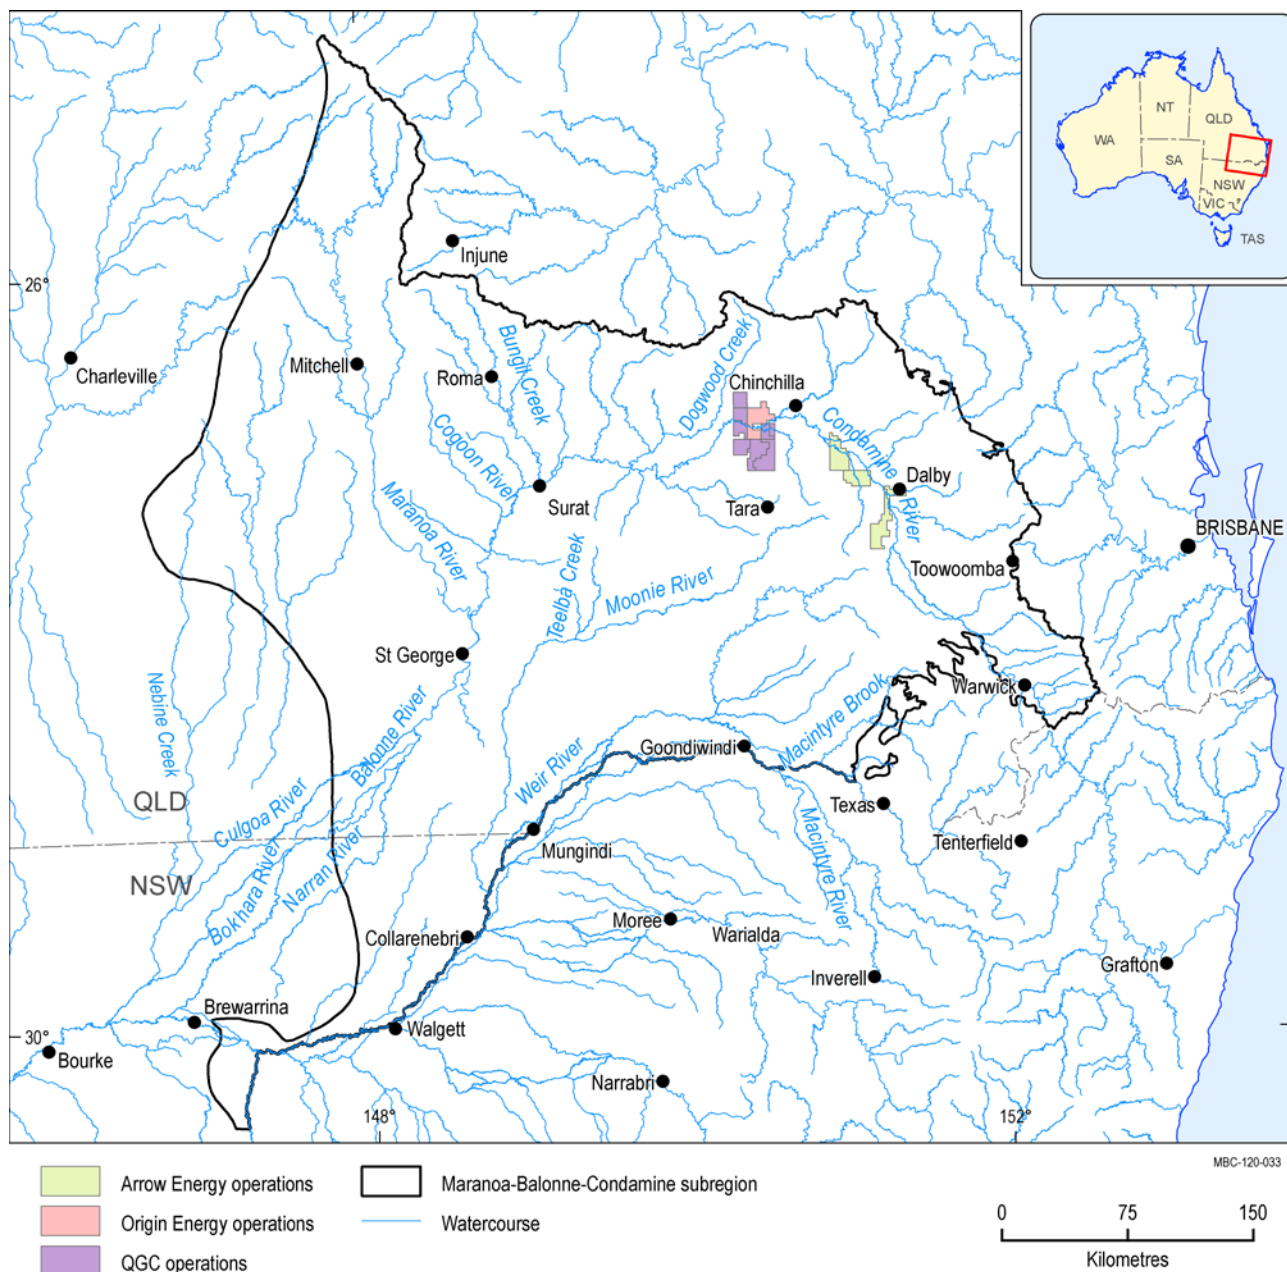 NT
QLD
WA
SA
NSW
VIC
TAS
Injune
26°
Charleville
Mitchell
Roma
Bungil Creek
Dogwood Creek
Chinchilla
Cogoon River
Condamine River
Dalby
Surat
Tara
Maranoa River
BRISBANE
Toowoomba
Teelba Creek
Moonie River
St George
Nebine Creek
Balonne River
Warwick
Macintyre Brook
Goondiwindi
Weir River
Texas
QLD
Culgoa River
Mungindi
Macintyre River
Tenterfield
NSW
Bokhara River
Narran River
Moree
Warialda
Collarenebri
Inverell
Grafton
Brewarrina
30°
Walgett
Bourke
Narrabri
148°
152°
MBC-120-033
Arrow Energy operations
Maranoa-Balonne-Condamine subregion
Origin Energy operations
Watercourse
QGC operations
0 75 150
Kilometres